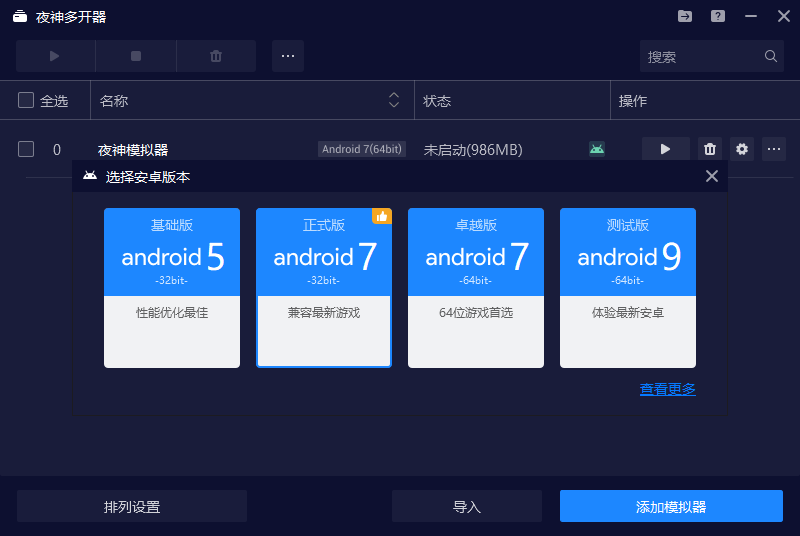 夜神多开器
搜索
全选 名称 状态 操作
0 夜神模拟器 Android 7(64bit) 未启动(986MB)
选择安卓版本
基础版 正式版 卓越版 测试版
android 5 android 7 android 7 android 9
-32bit- -32bit- -64bit- -64bit-
性能优化最佳 兼容最新游戏 64位游戏首选 体验最新安卓
查看更多
排列设置 导入 添加模拟器